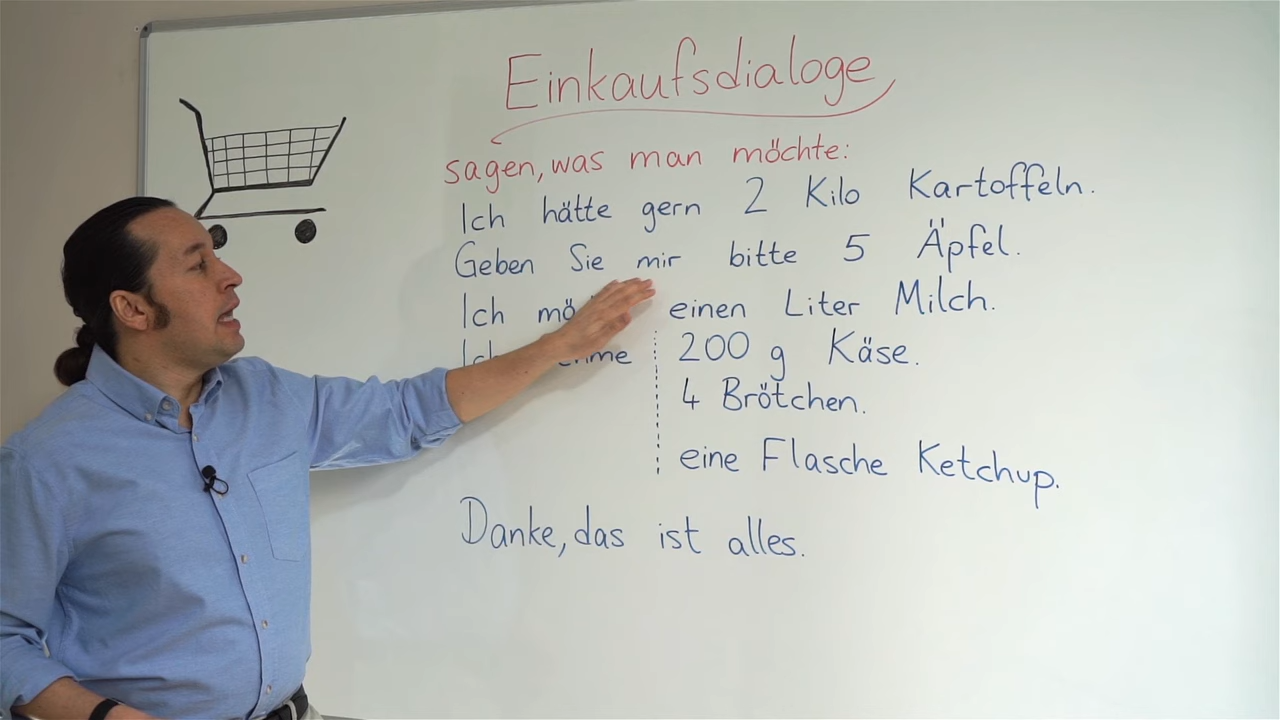 Einkaufsdialoge
sagen, was man möchte:
Ich hätte gern 2 Kilo Kartoffeln.
Geben Sie mir bitte 5 Äpfel.
Ich einen Liter Milch.
200 g Käse.
4 Brötchen.
eine Flasche Ketchup.
Danke, das ist alles.